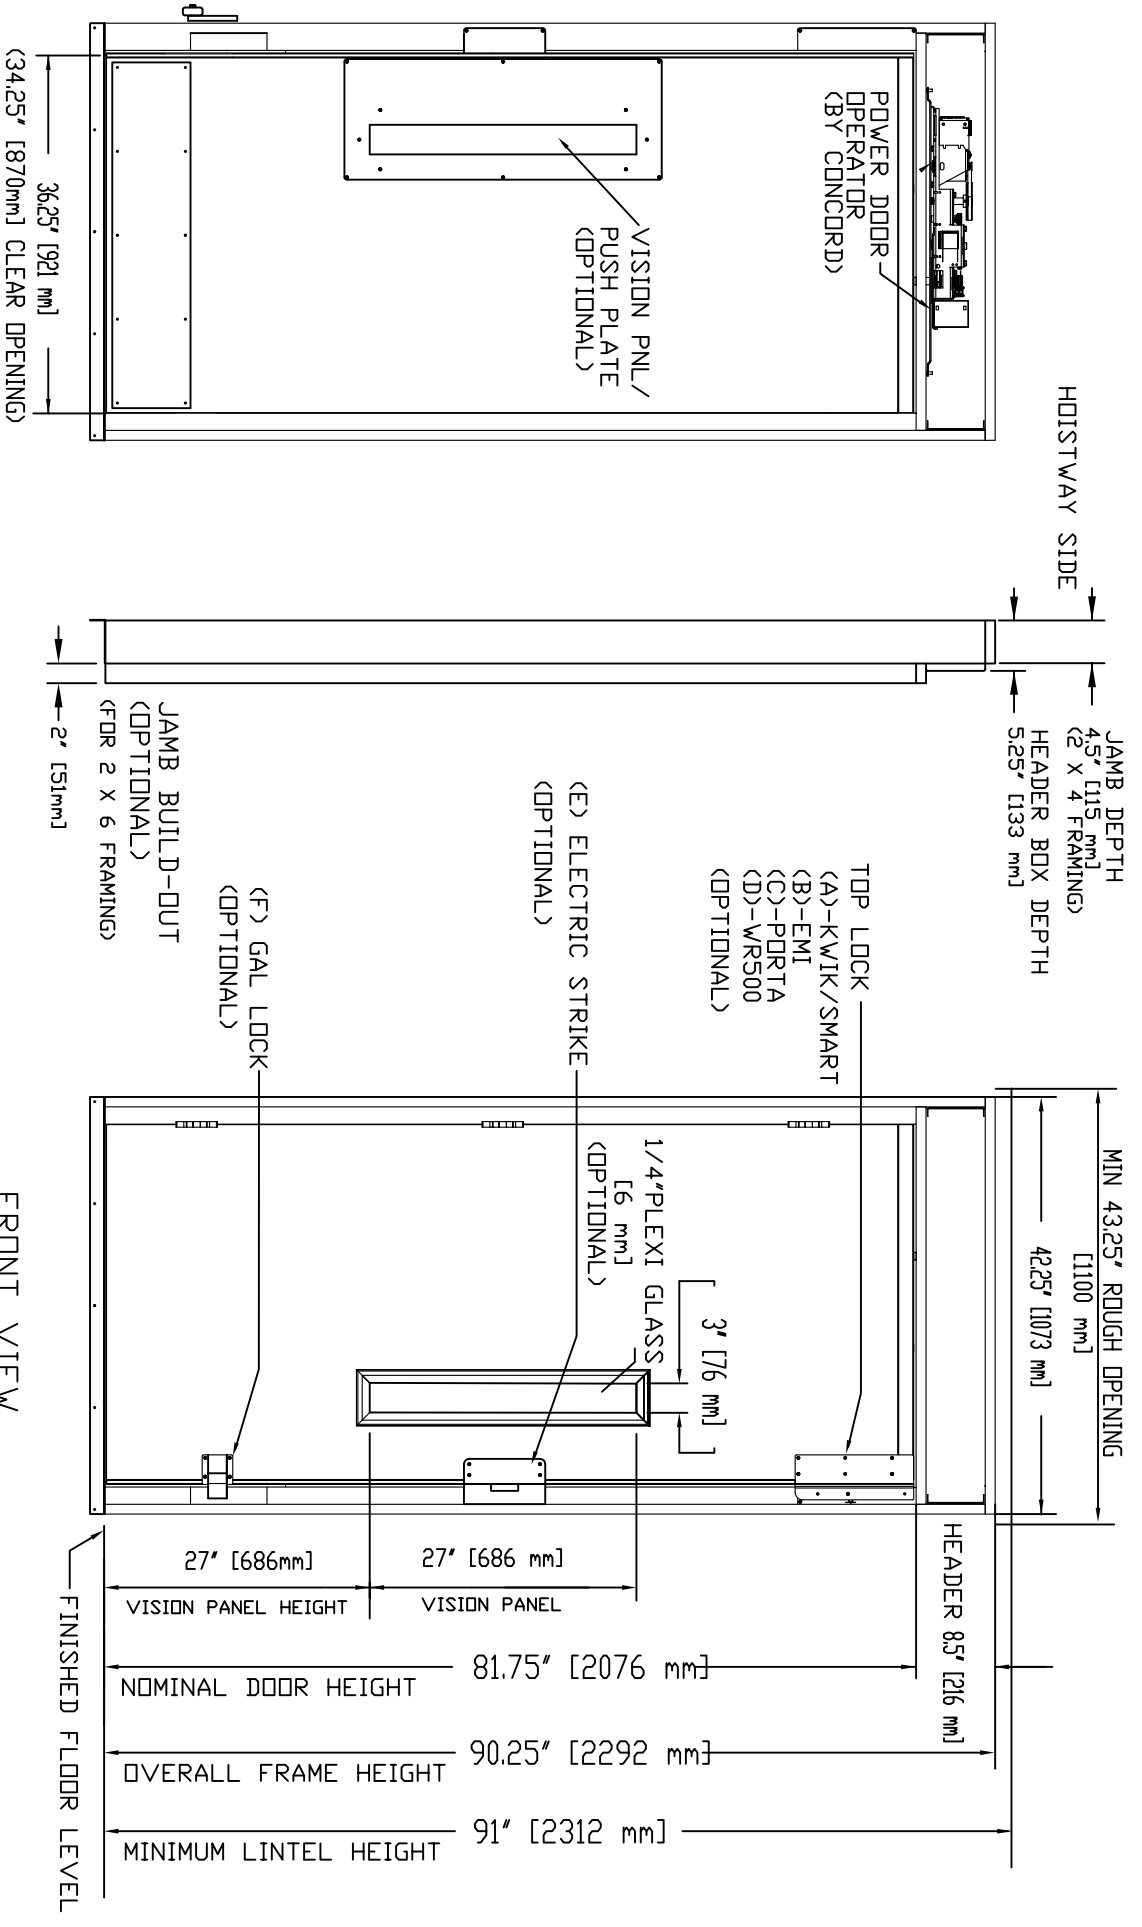 POWER DOOR
OPERATOR
(BY CONCORD)
VISION PNL/
PUSH PLATE
(OPTIONAL)
36.25" [921 mm]
(34.25" [870mm] CLEAR OPENING)
HOISTWAY SIDE
JAMB DEPTH
4.5" [115 mm]
(2 X 4 FRAMING)
HEADER BOX DEPTH
5.25" [133 mm]
JAMB BUILD-OUT
(OPTIONAL)
(FOR 2 X 6 FRAMING)
2" [51mm]
TOP LOCK
(A)-KWIK/SMART
(B)-EMI
(C)-PORTA
(D)-WR500
(OPTIONAL)
(E) ELECTRIC STRIKE
(OPTIONAL)
(F) GAL LOCK
(OPTIONAL)
MIN 43.25" ROUGH OPENING
[1100 mm]
42.25" [1073 mm]
1/4"PLEXI GLASS
[6 mm]
(OPTIONAL)
3" [76 mm]
HEADER 8.5" [216 mm]
27" [686 mm]
VISION PANEL
27" [686mm]
VISION PANEL HEIGHT
81.75" [2076 mm]
NOMINAL DOOR HEIGHT
90.25" [2292 mm]
OVERALL FRAME HEIGHT
91" [2312 mm]
MINIMUM LINTEL HEIGHT
FINISHED FLOOR LEVEL
FRONT VIEW